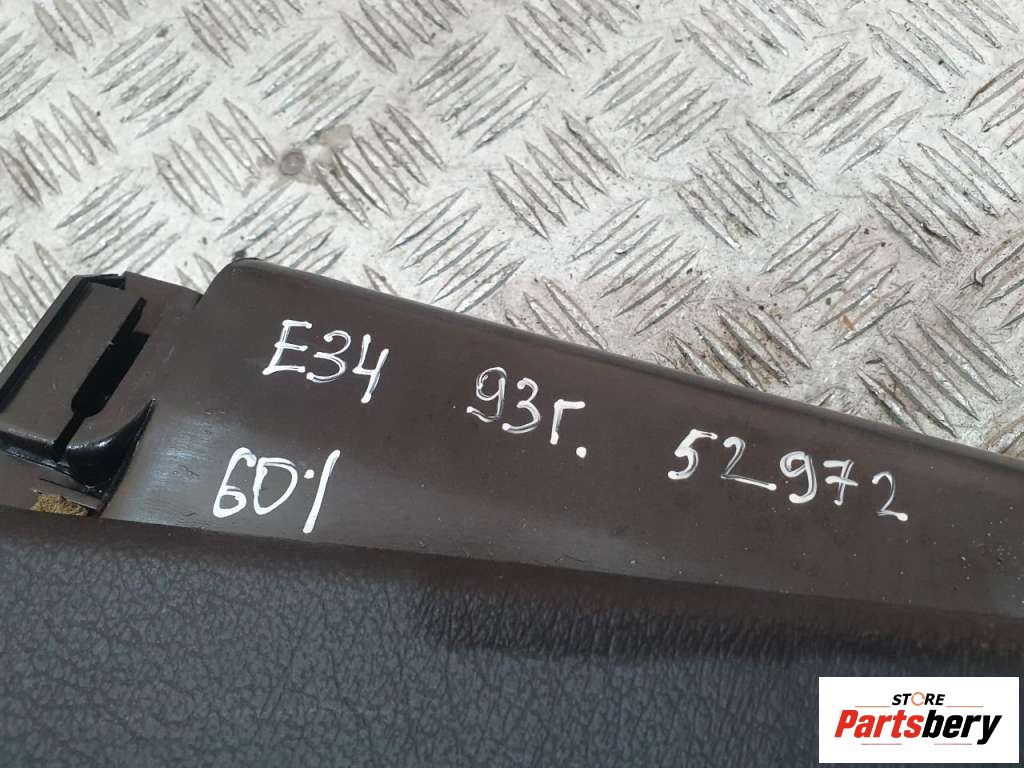 E34 93г. 52972
60%
STORE
Partsbery